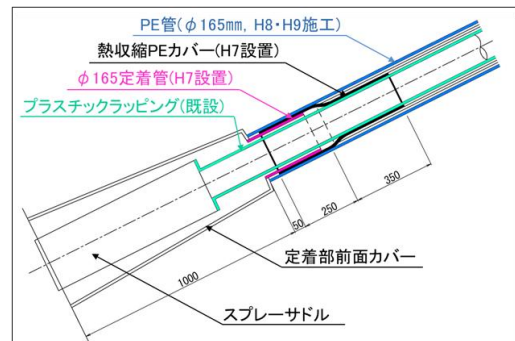 PE管(φ165mm, H8・H9施工)
熱収縮PEカバー(H7設置)
φ165定着管(H7設置)
プラスチックラッピング(既設)
350
250
50
1000
定着部前面カバー
スプレーサドル